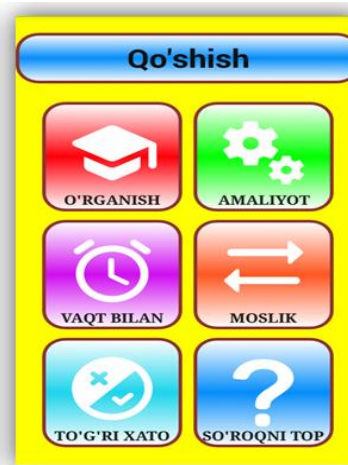 Qo'shish
O'RGANISH
AMALIYOT
VAQT BILAN
MOSLIK
TO'G'RI XATO
SO'ROQNI TOP